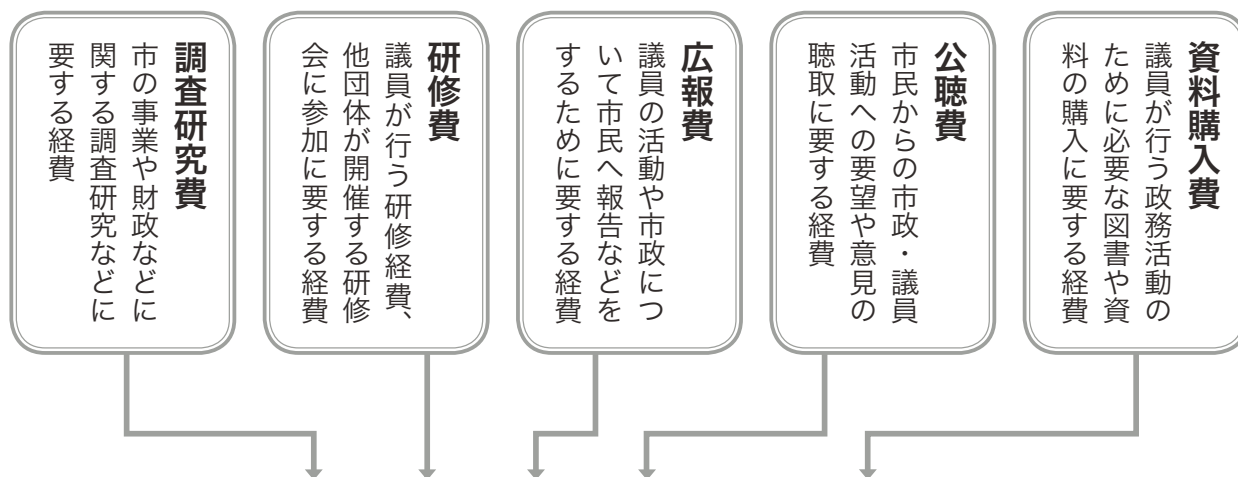 資料購入費
議員が行う政務活動の
ために必要な図書や資
料の購入に要する経費
公聴費
市民からの市政・議員
活動への要望や意見の
聴取に要する経費
広報費
議員の活動や市政につ
いて市民へ報告などを
するために要する経費
研修費
議員が行う研修経費、
他団体が開催する研修
会に参加に要する経費
調査研究費
市の事業や財政などに
関する調査研究などに
要する経費